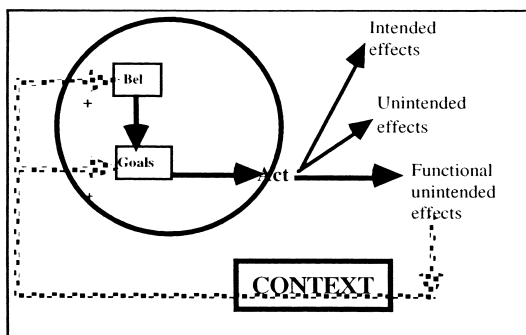 Intended
effects
Bel
+
Unintended
effects
Goals
Act
Functional
unintended
effects
+
CONTEXT